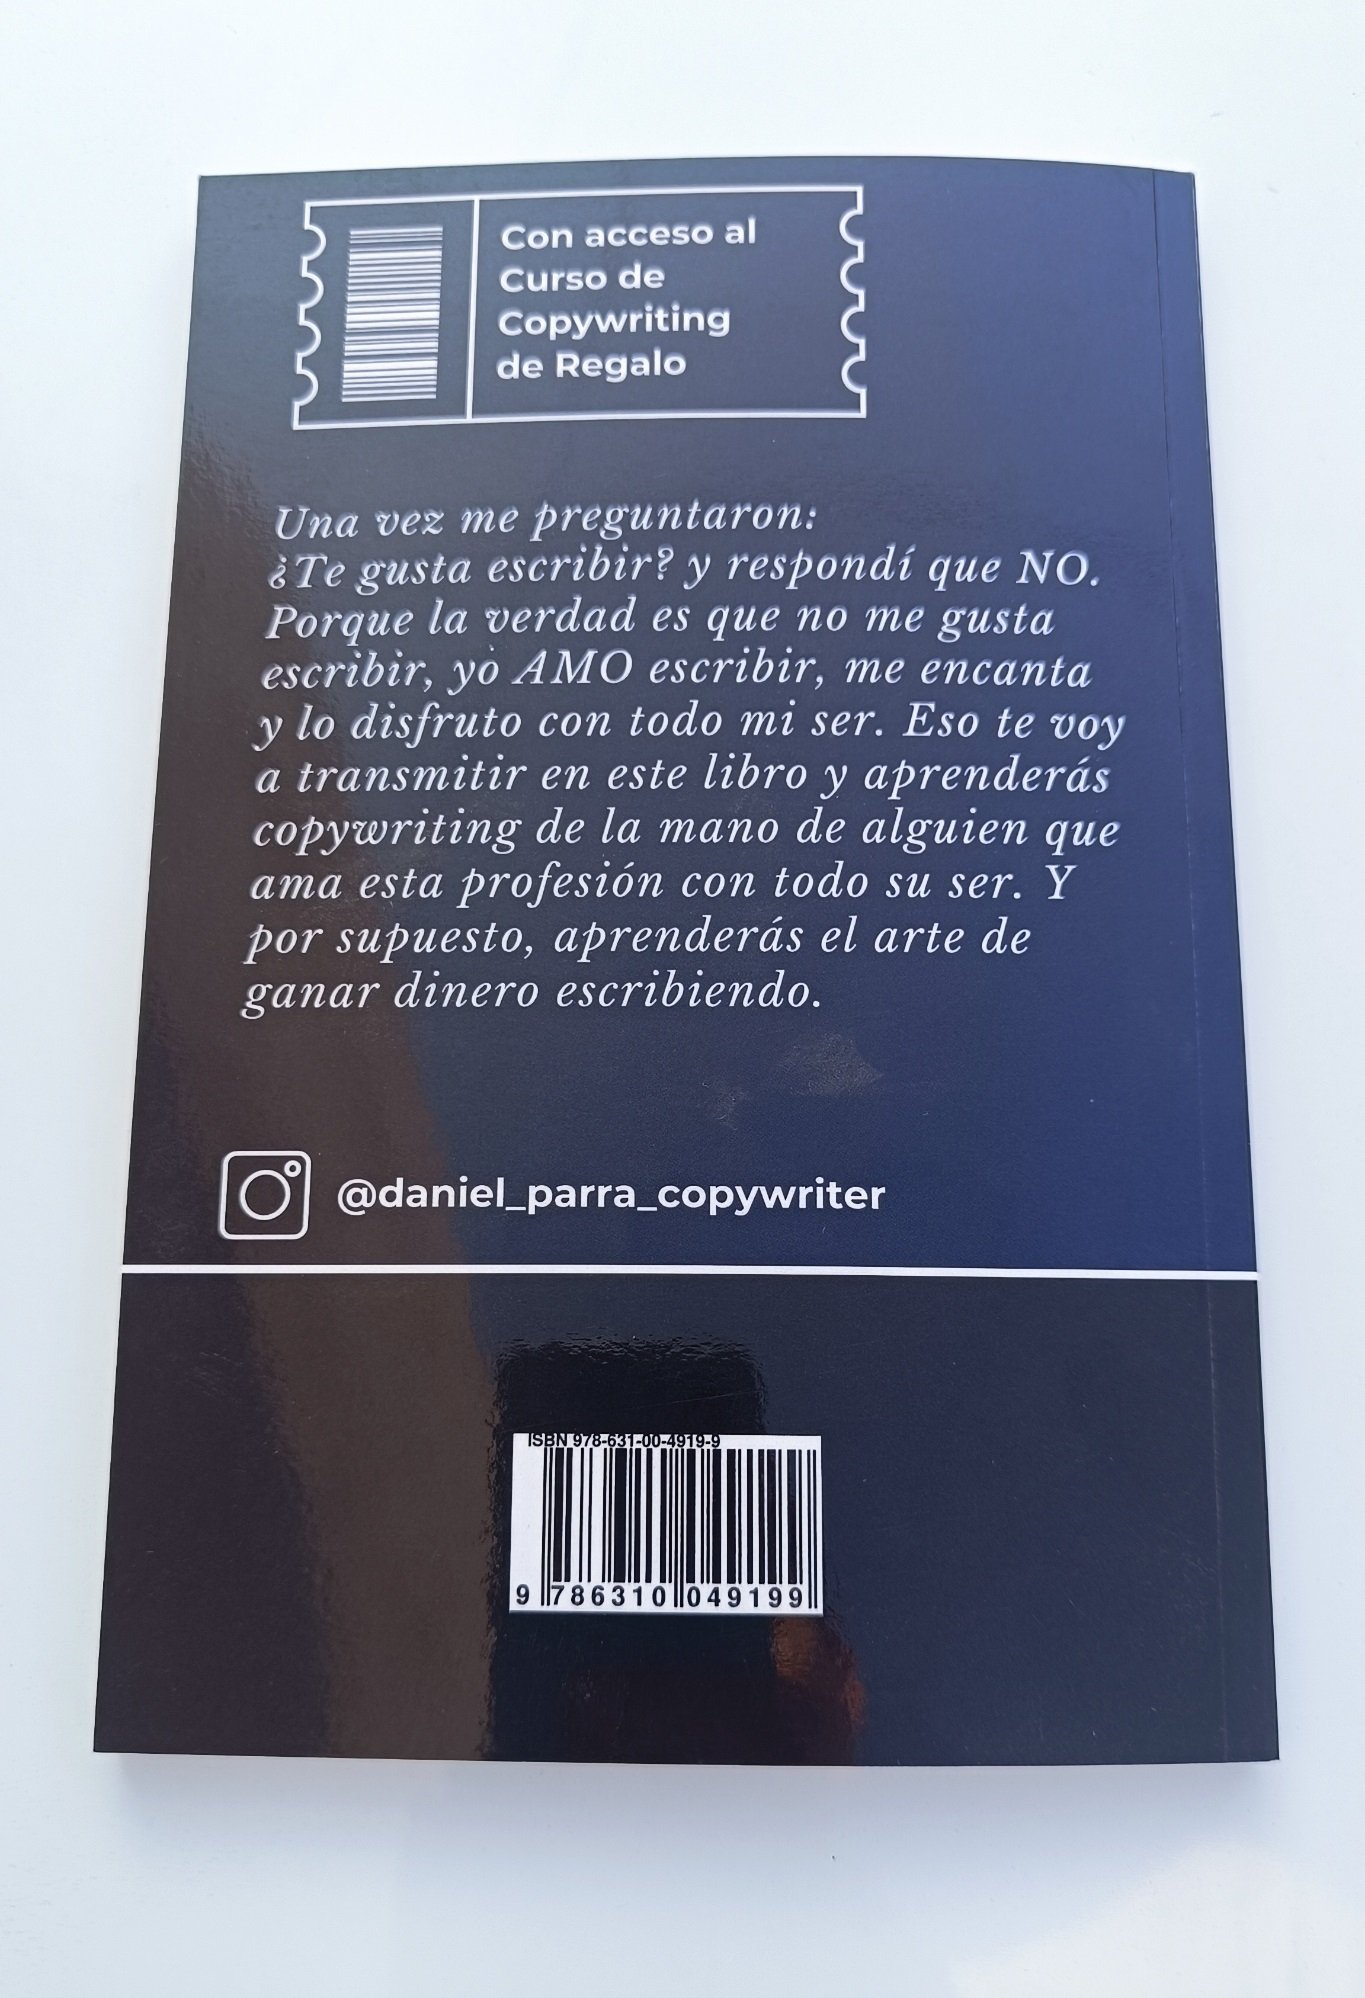 Con acceso al
Curso de
Copywriting
de Regalo
Una vez me preguntaron:
¿Te gusta escribir? y respondí que NO.
Porque la verdad es que no me gusta
escribir, yo AMO escribir, me encanta
y lo disfruto con todo mi ser. Eso te voy
a transmitir en este libro y aprenderás
copywriting de la mano de alguien que
ama esta profesión con todo su ser. Y
por supuesto, aprenderás el arte de
ganar dinero escribiendo.
@daniel_parra_copywriter
ISBN 978-631-00-4919-9
9 786310 049199